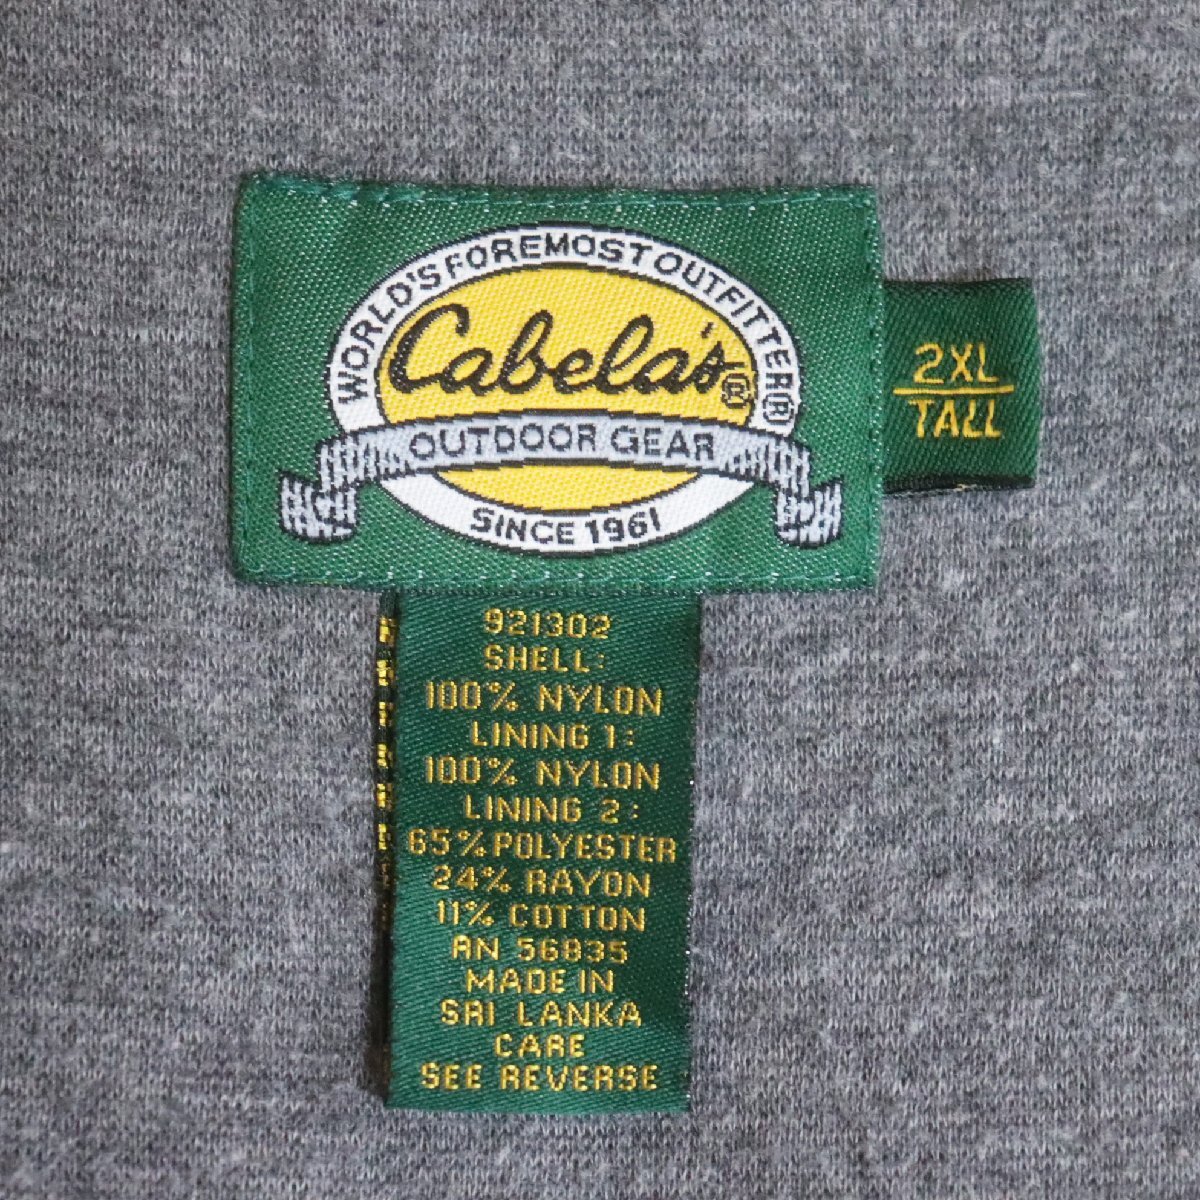 WORLD'S FOREMOST OUTFITTER®
Cabela's®
OUTDOOR GEAR
SINCE 1961
2XL
TALL
921302
SHELL:
100% NYLON
LINING 1:
100% NYLON
LINING 2:
65% POLYESTER
24% RAYON
11% COTTON
RN 56835
MADE IN
SRI LANKA
CARE
SEE REVERSE